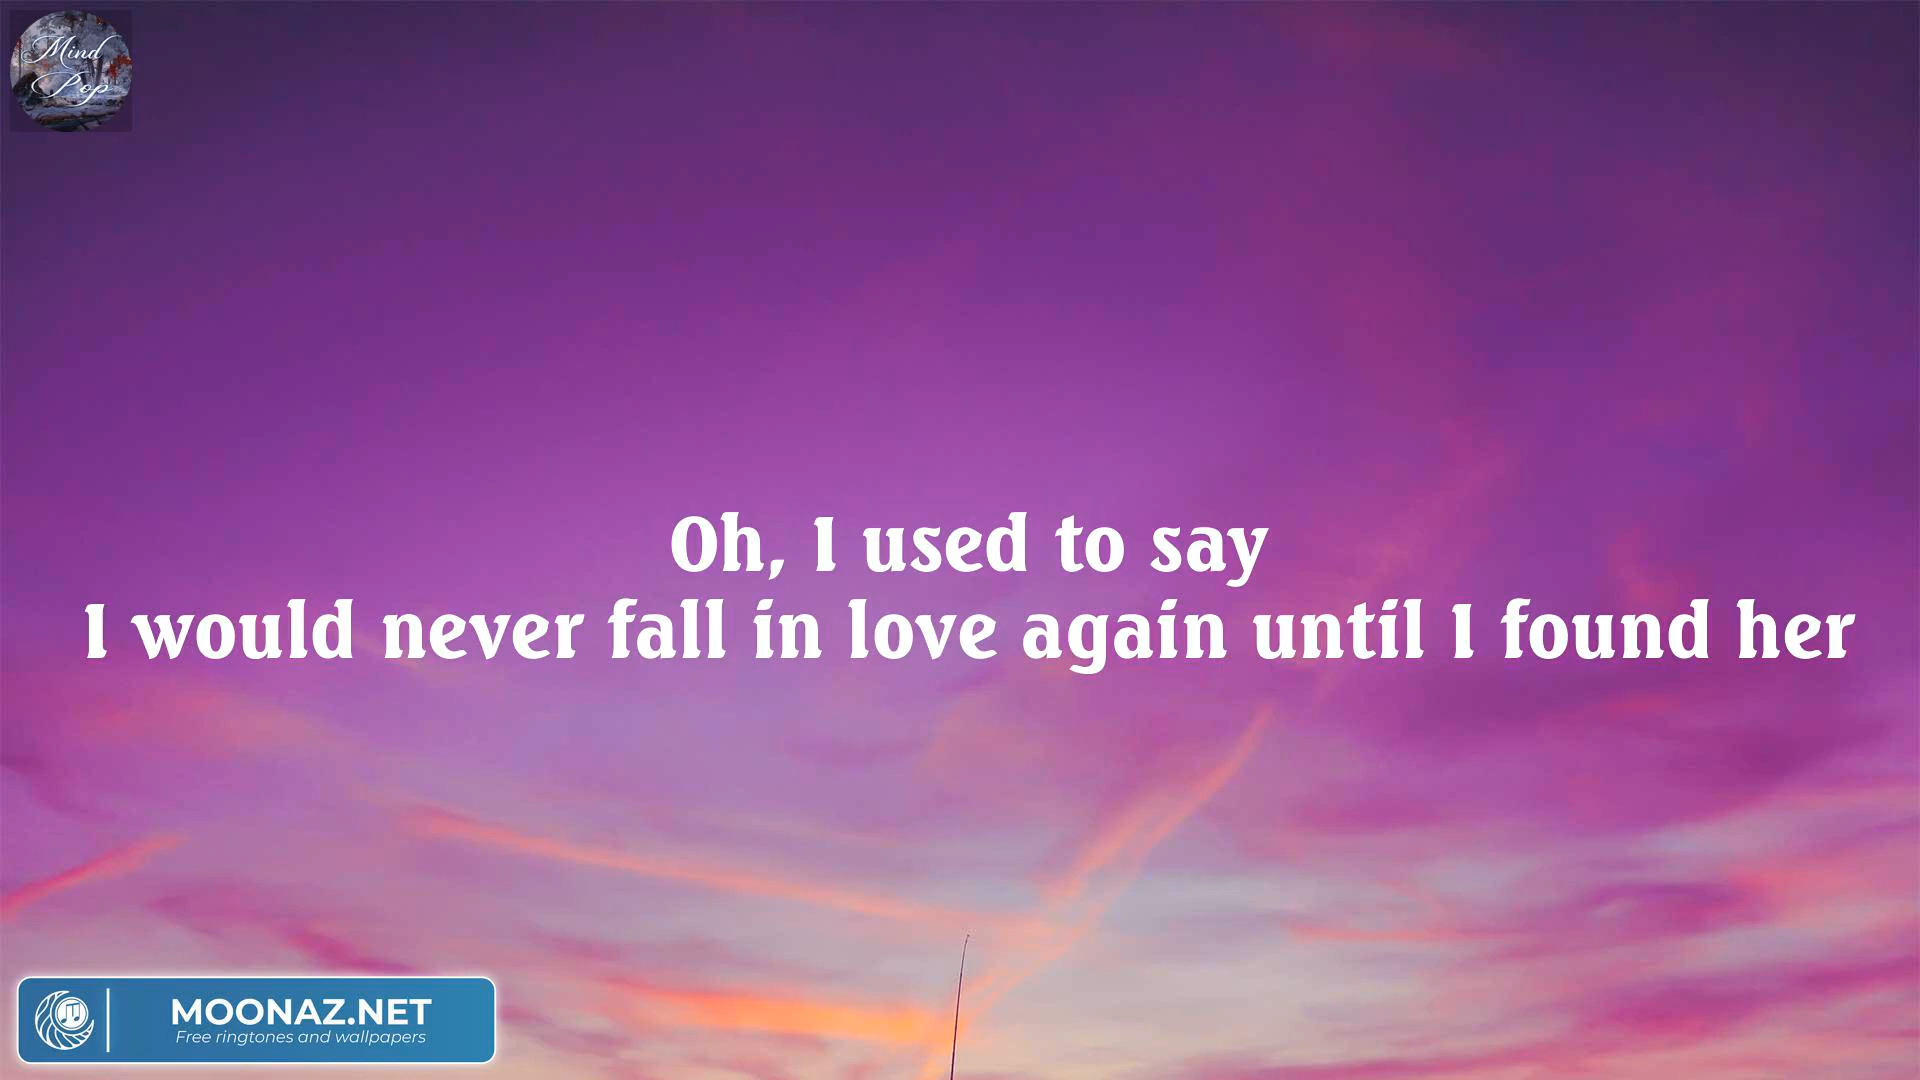 Mind
Pop
Oh, I used to say
I would never fall in love again until I found her
MOONAZ.NET
Free ringtones and wallpapers